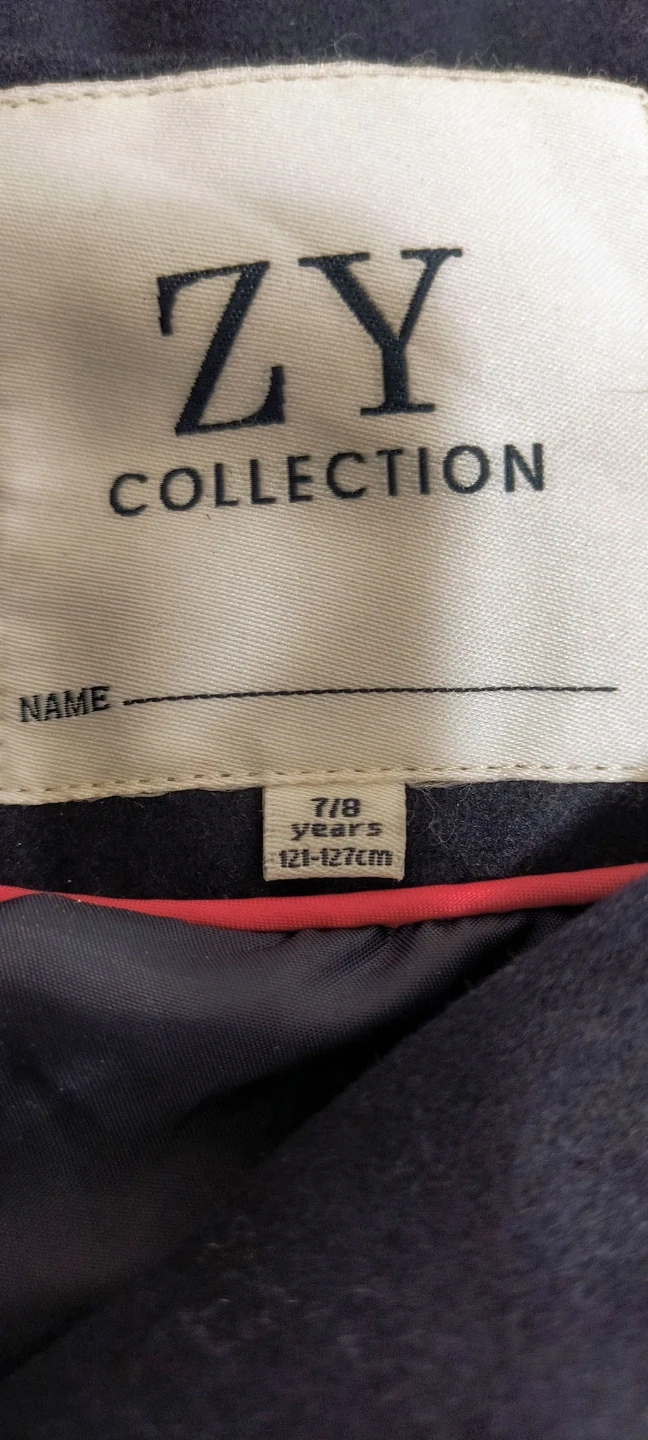 ZY
COLLECTION
NAME
7/8
years
121-127cm